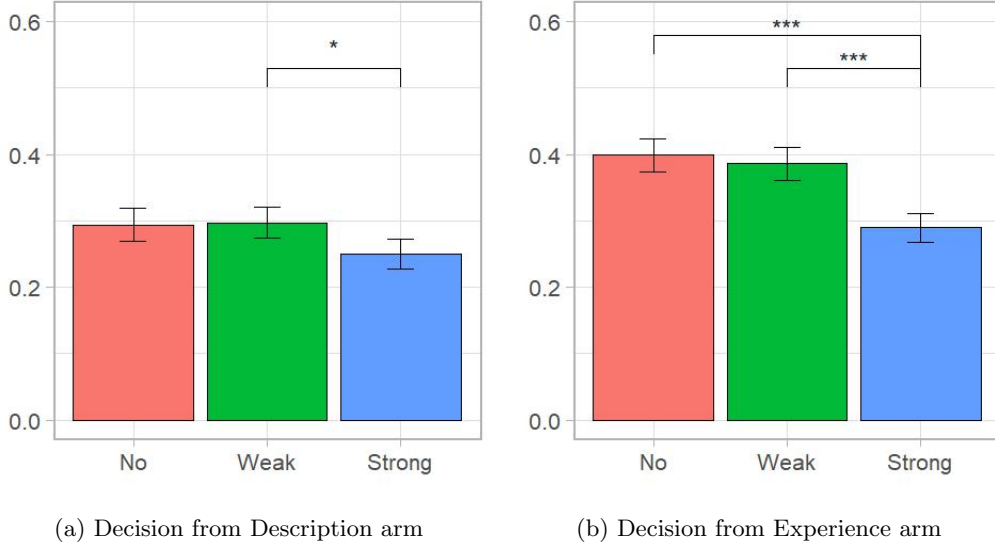 0.6
0.4
0.2
0.0
*
No Weak Strong
(a) Decision from Description arm
0.6
0.4
0.2
0.0
***
***
No Weak Strong
(b) Decision from Experience arm